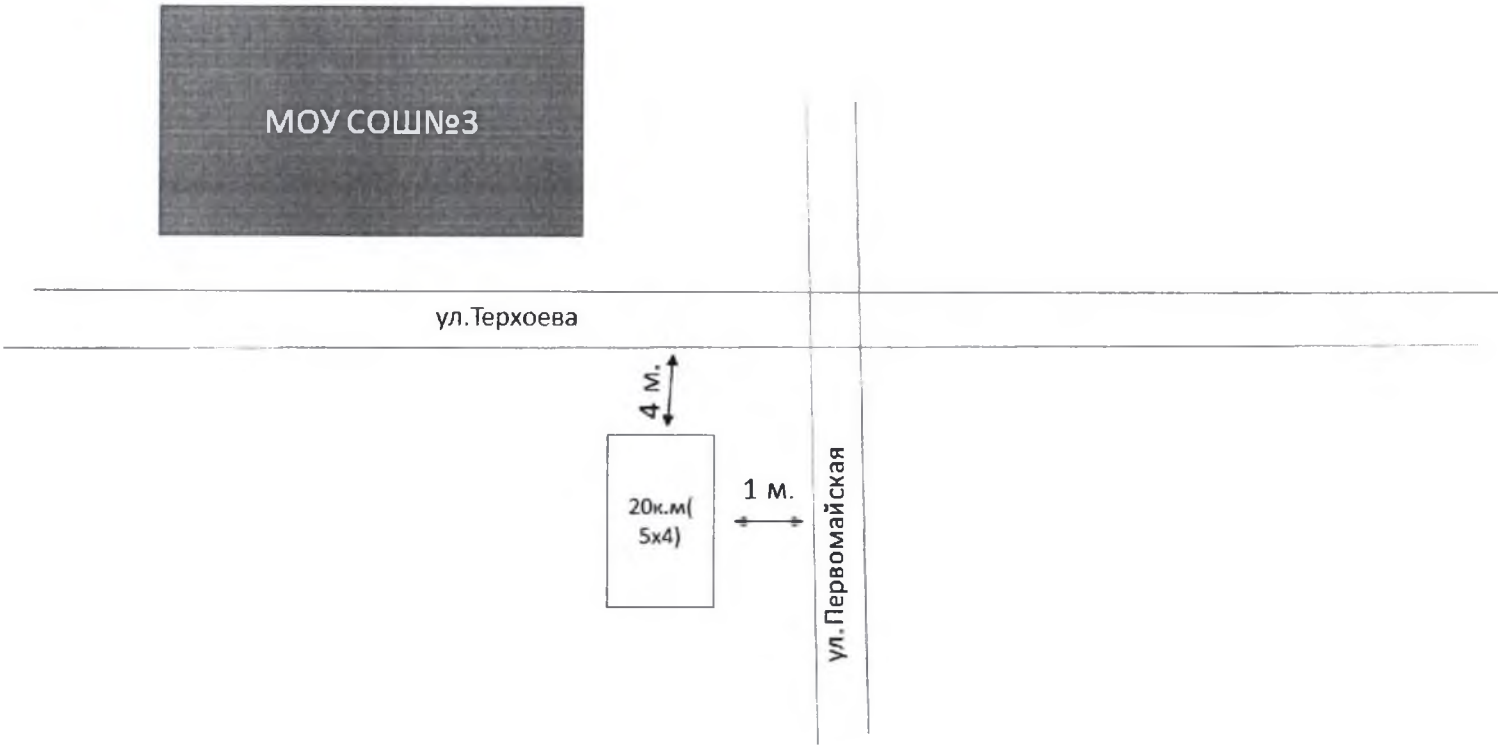 МОУ СОШ№3
ул.Терхоева
4 м.
20к.м(
5х4)
1 м.
ул.Первомайская